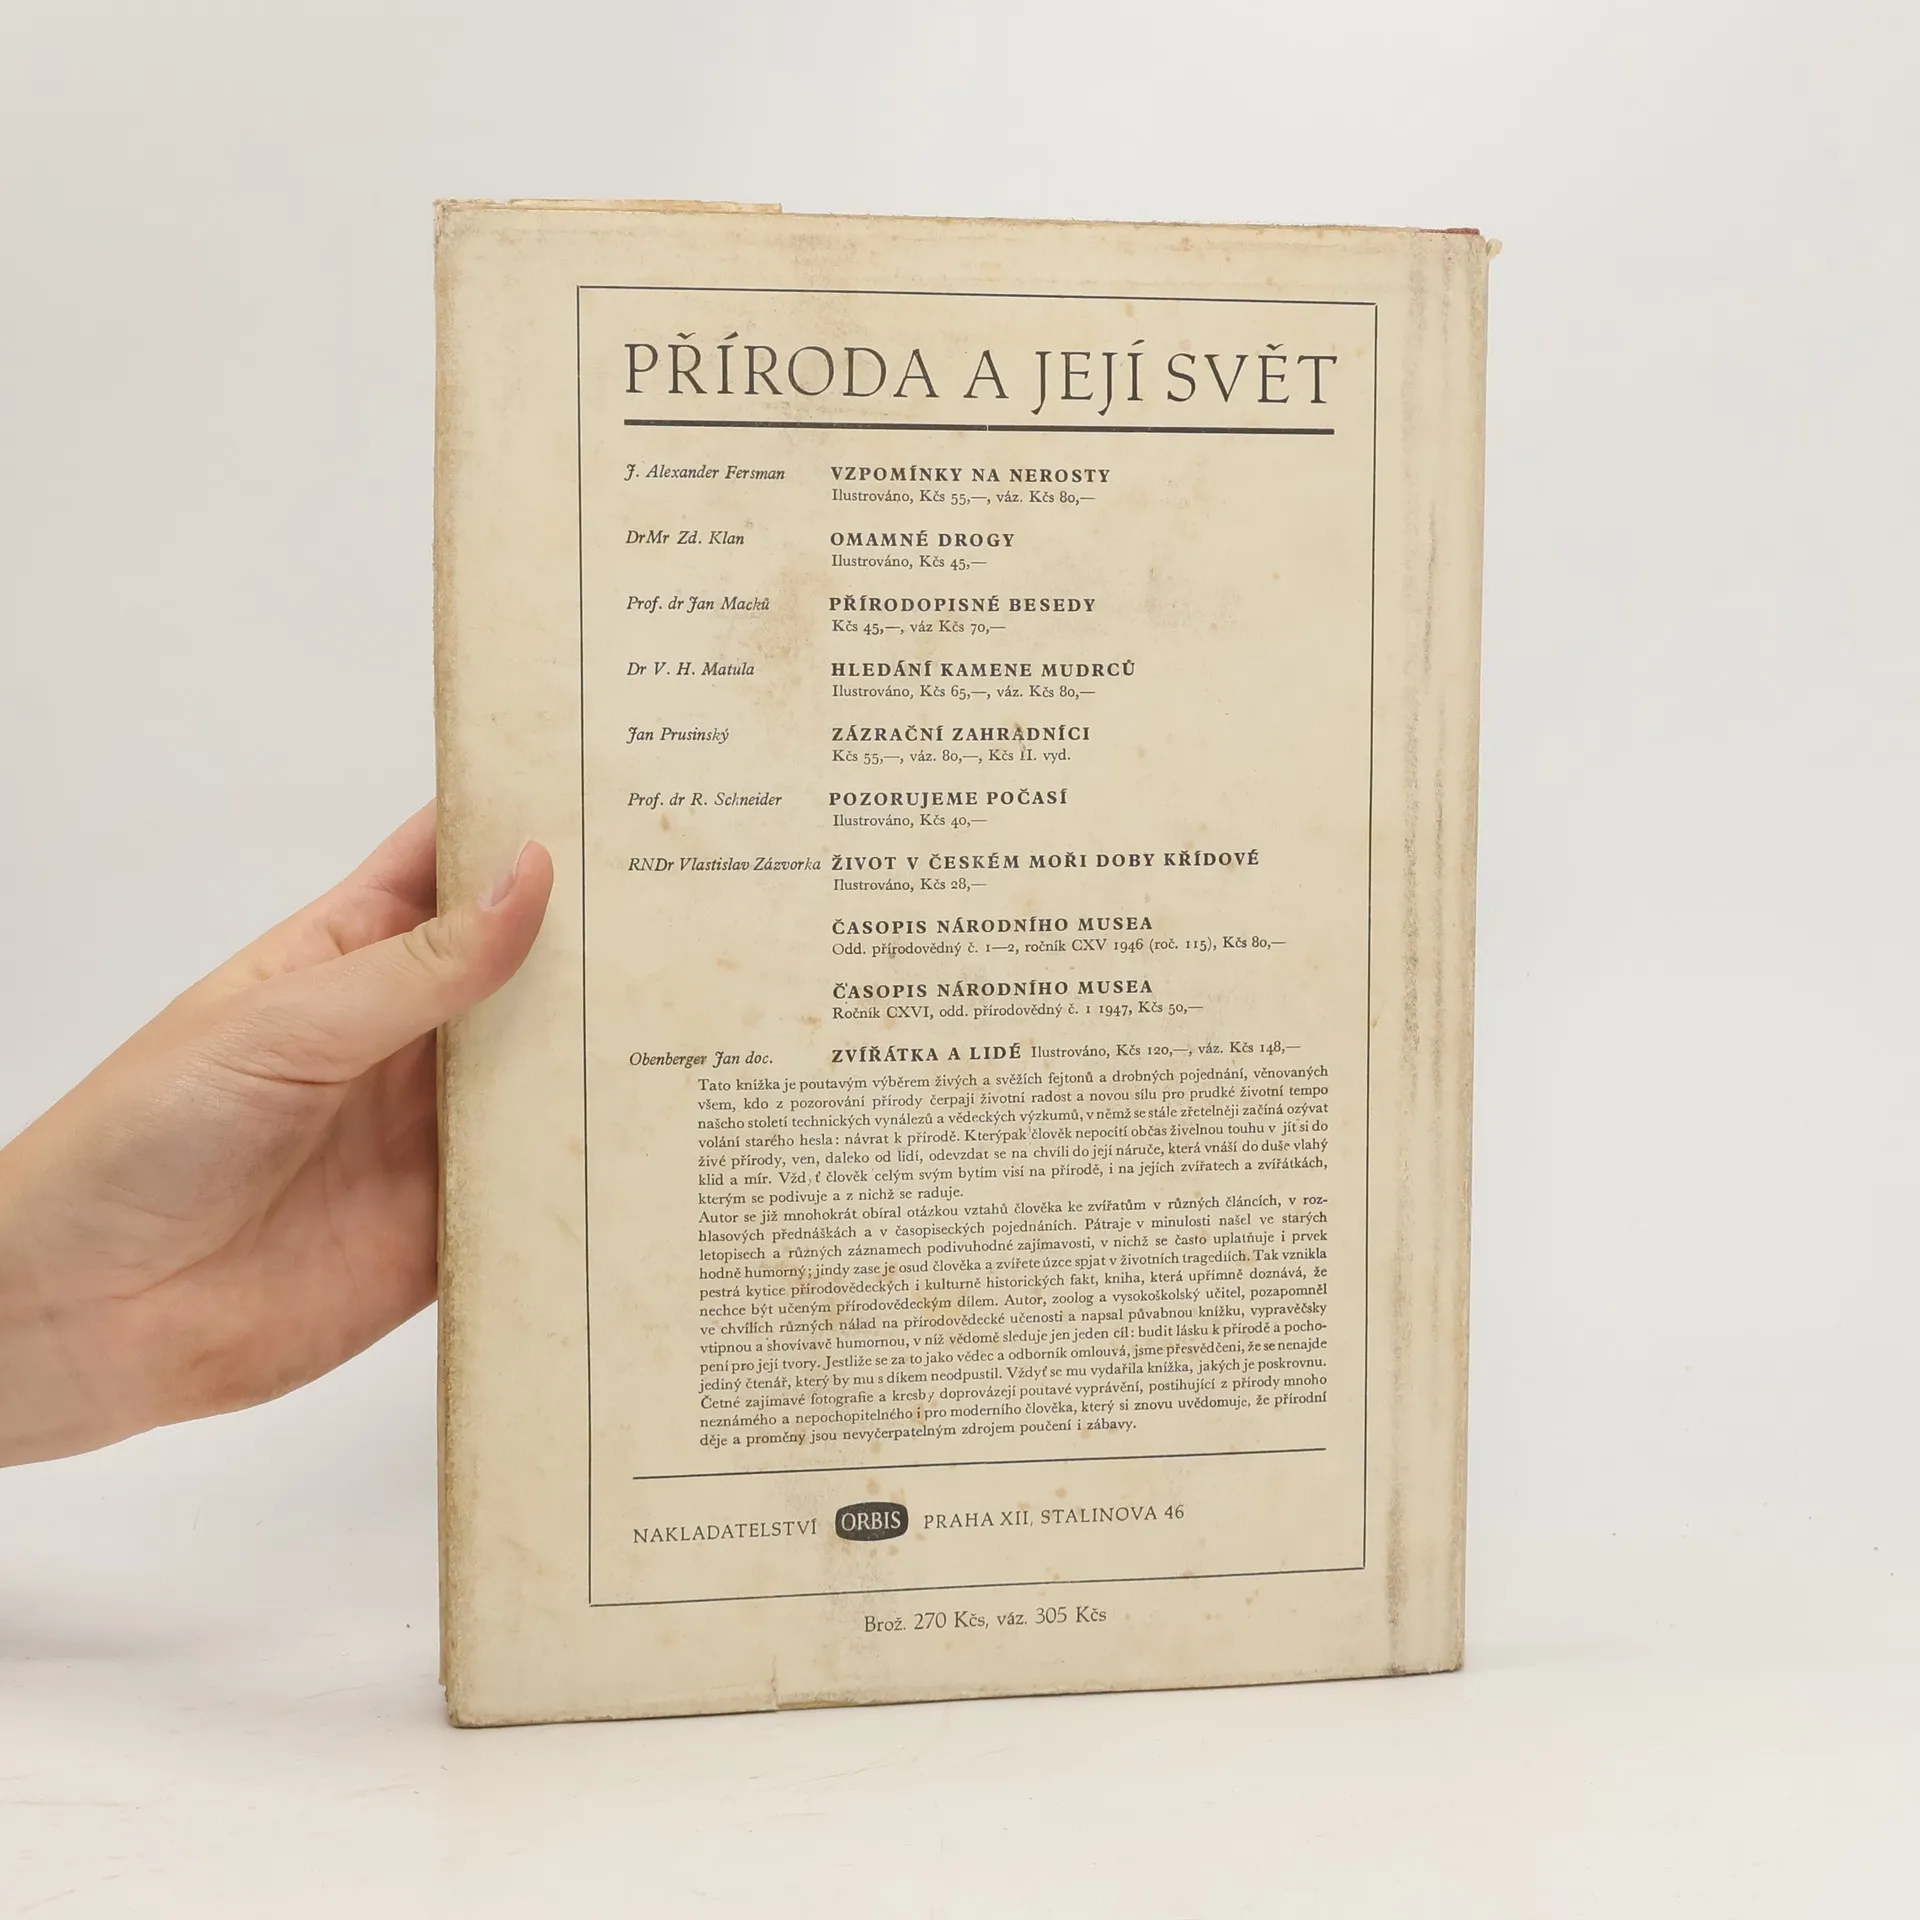 PŘÍRODA A JEJÍ SVĚT
J. Alexander Fersman VZPOMÍNKY NA NEROSTY
Ilustrováno, Kčs 55,—, váz. Kčs 80,—
DrMr Zd. Klan OMAMNÉ DROGY
Ilustrováno, Kčs 45,—
Prof. dr Jan Macků PŘÍRODOPISNÉ BESEDY
Kčs 45,—, váz Kčs 70,—
Dr V. H. Matula HLEDÁNÍ KAMENE MUDRCŮ
Ilustrováno, Kčs 65,—, váz. Kčs 80,—
Jan Prusinský ZÁZRAČNÍ ZAHRADNÍCI
Kčs 55,—, váz. 80,—, Kčs II. vyd.
Prof. dr R. Schneider POZORUJEME POČASÍ
Ilustrováno, Kčs 40,—
RNDr Vlastislav Zázvorka ŽIVOT V ČESKÉM MOŘI DOBY KŘÍDOVÉ
Ilustrováno, Kčs 28,—
ČASOPIS NÁRODNÍHO MUSEA
Odd. přírodovědný č. 1—2, ročník CXV 1946 (roč. 115), Kčs 80,—
ČASOPIS NÁRODNÍHO MUSEA
Ročník CXVI, odd. přírodovědný č. 1 1947, Kčs 50,—
Obenberger Jan doc. ZVÍŘÁTKA A LIDÉ Ilustrováno, Kčs 120,—, váz. Kčs 148,—
Tato knížka je poutavým výběrem živých a svěžích fejtonů a drobných pojednání, věnovaných
všem, kdo z pozorování přírody čerpají životní radost a novou sílu pro prudké životní tempo
našeho století technických vynálezů a vědeckých výzkumů, v němž se stále zřetelněji začíná ozývat
volání starého hesla: návrat k přírodě. Kterýpak člověk nepocítí občas živelnou touhu v jít si do
živé přírody, ven, daleko od lidí, odevzdat se na chvíli do její náruče, která vnáší do duše vlahý
klid a mír. Vžd,ť člověk celým svým bytím visí na přírodě, i na jejích zvířatech a zvířátkách,
kterým se podivuje a z nichž se raduje.
Autor se již mnohokrát obíral otázkou vztahů člověka ke zvířatům v různých článcích, v roz-
hlasových přednáškách a v časopiseckých pojednáních. Pátraje v minulosti našel ve starých
letopisech a různých záznamech podivuhodné zajímavosti, v nichž se často uplatňuje i prvek
hodně humorný; jindy zase je osud člověka a zvířete úzce spjat v životních tragediích. Tak vznikla
pestrá kytice přírodovědeckých i kulturně historických fakt, kniha, která upřímně doznává, že
nechce být učeným přírodovědeckým dílem. Autor, zoolog a vysokoškolský učitel, pozapomněl
ve chvílích různých nálad na přírodovědecké učenosti a napsal půvabnou knížku, vypravěčsky
vtipnou a shovívavě humornou, v níž vědomě sleduje jen jeden cíl: budit lásku k přírodě a pocho-
pení pro její tvory. Jestliže se za to jako vědec a odborník omlouvá, jsme přesvědčeni, že se nenajde
jediný čtenář, který by mu s díkem neodpustil. Vždyť se mu vydařila knížka, jakých je poskrovnu.
Četné zajímavé fotografie a kresby doprovázejí poutavé vyprávění, postihující z přírody mnoho
neznámého a nepochopitelného i pro moderního člověka, který si znovu uvědomuje, že přírodní
děje a proměny jsou nevyčerpatelným zdrojem poučení i zábavy.
NAKLADATELSTVÍ ORBIS PRAHA XII, STALINOVA 46
Brož. 270 Kčs, váz. 305 Kčs